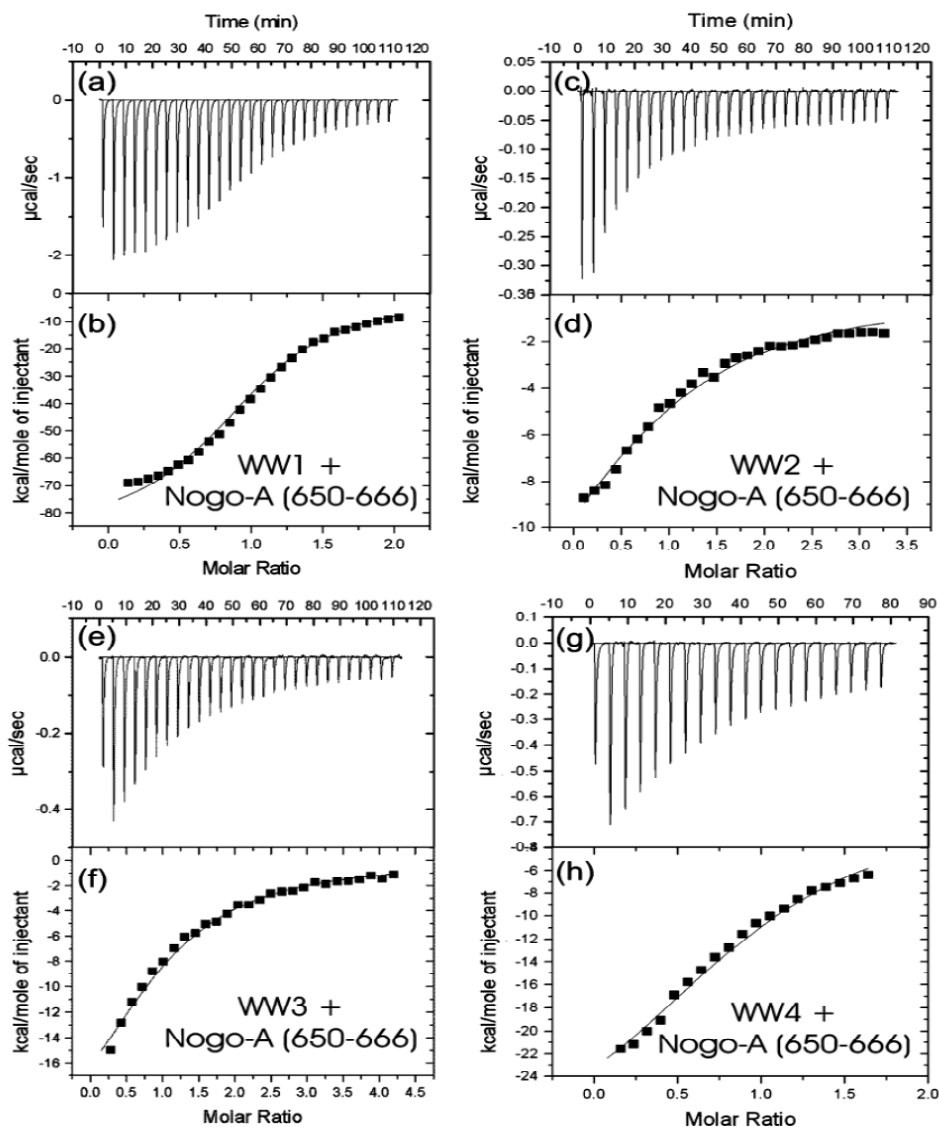 Time (min)
-10 0 10 20 30 40 50 60 70 80 90 100 110 120
(a)
0
-1
-2
µcal/sec
0
-10
-20
-30
-40
-50
-60
-70
-80
kcal/mole of injectant
(b)
WW1 +
Nogo-A (650-666)
0.0 0.5 1.0 1.5 2.0
Molar Ratio
Time (min)
-10 0 10 20 30 40 50 60 70 80 90 100 110 120
(c)
0.05
0.00
-0.05
-0.10
-0.15
-0.20
-0.25
-0.30
µcal/sec
-2
-4
-6
-8
-10
kcal/mole of injectant
(d)
WW2 +
Nogo-A (650-666)
0.0 0.5 1.0 1.5 2.0 2.5 3.0 3.5
Molar Ratio
-10 0 10 20 30 40 50 60 70 80 90 100 110 120
(e)
0.0
-0.2
-0.4
µcal/sec
0
-2
-4
-6
-8
-10
-12
-14
-16
kcal/mole of injectant
(f)
WW3 +
Nogo-A (650-666)
0.0 0.5 1.0 1.5 2.0 2.5 3.0 3.5 4.0 4.5
Molar Ratio
-10 0 10 20 30 40 50 60 70 80 90
(g)
0.1
0.0
-0.1
-0.2
-0.3
-0.4
-0.5
-0.6
-0.7
µcal/sec
-6
-8
-10
-12
-14
-16
-18
-20
-22
-24
kcal/mole of injectant
(h)
WW4 +
Nogo-A (650-666)
0.0 0.5 1.0 1.5 2.0
Molar Ratio